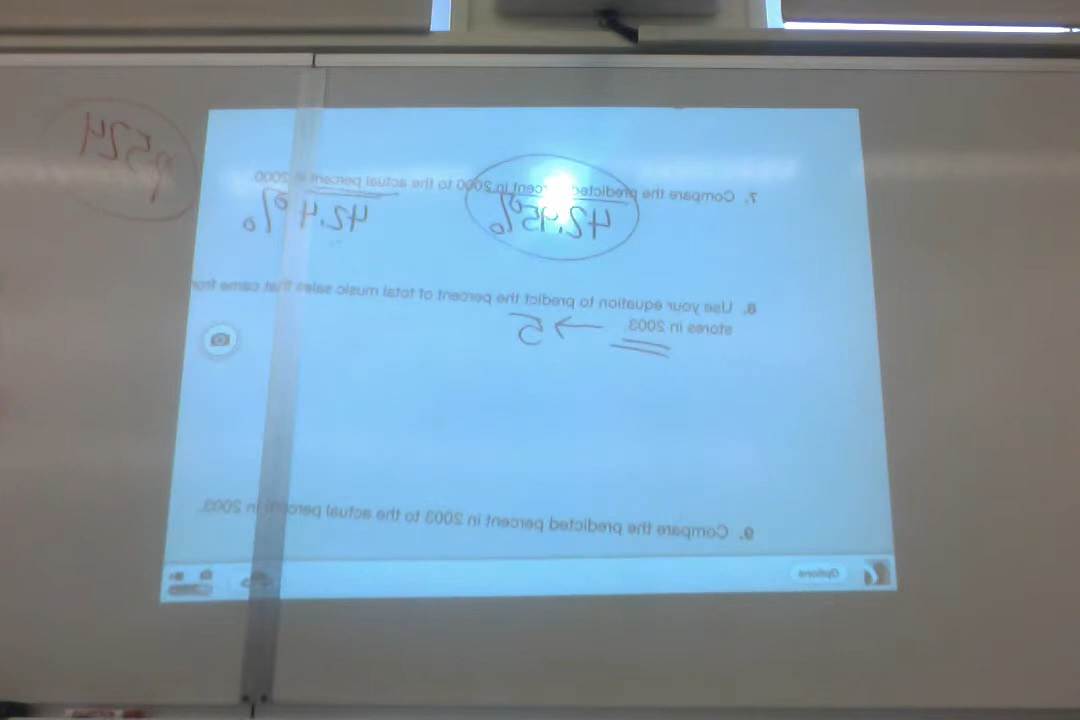 7. Compare the predicted percent in 2000 to the actual percent in 2000.
42.45% 42.4%
8. Use your equation to predict the percent of total music sales that came from
stores in 2003 → 5
9. Compare the predicted percent in 2003 to the actual percent in 2003.
Options